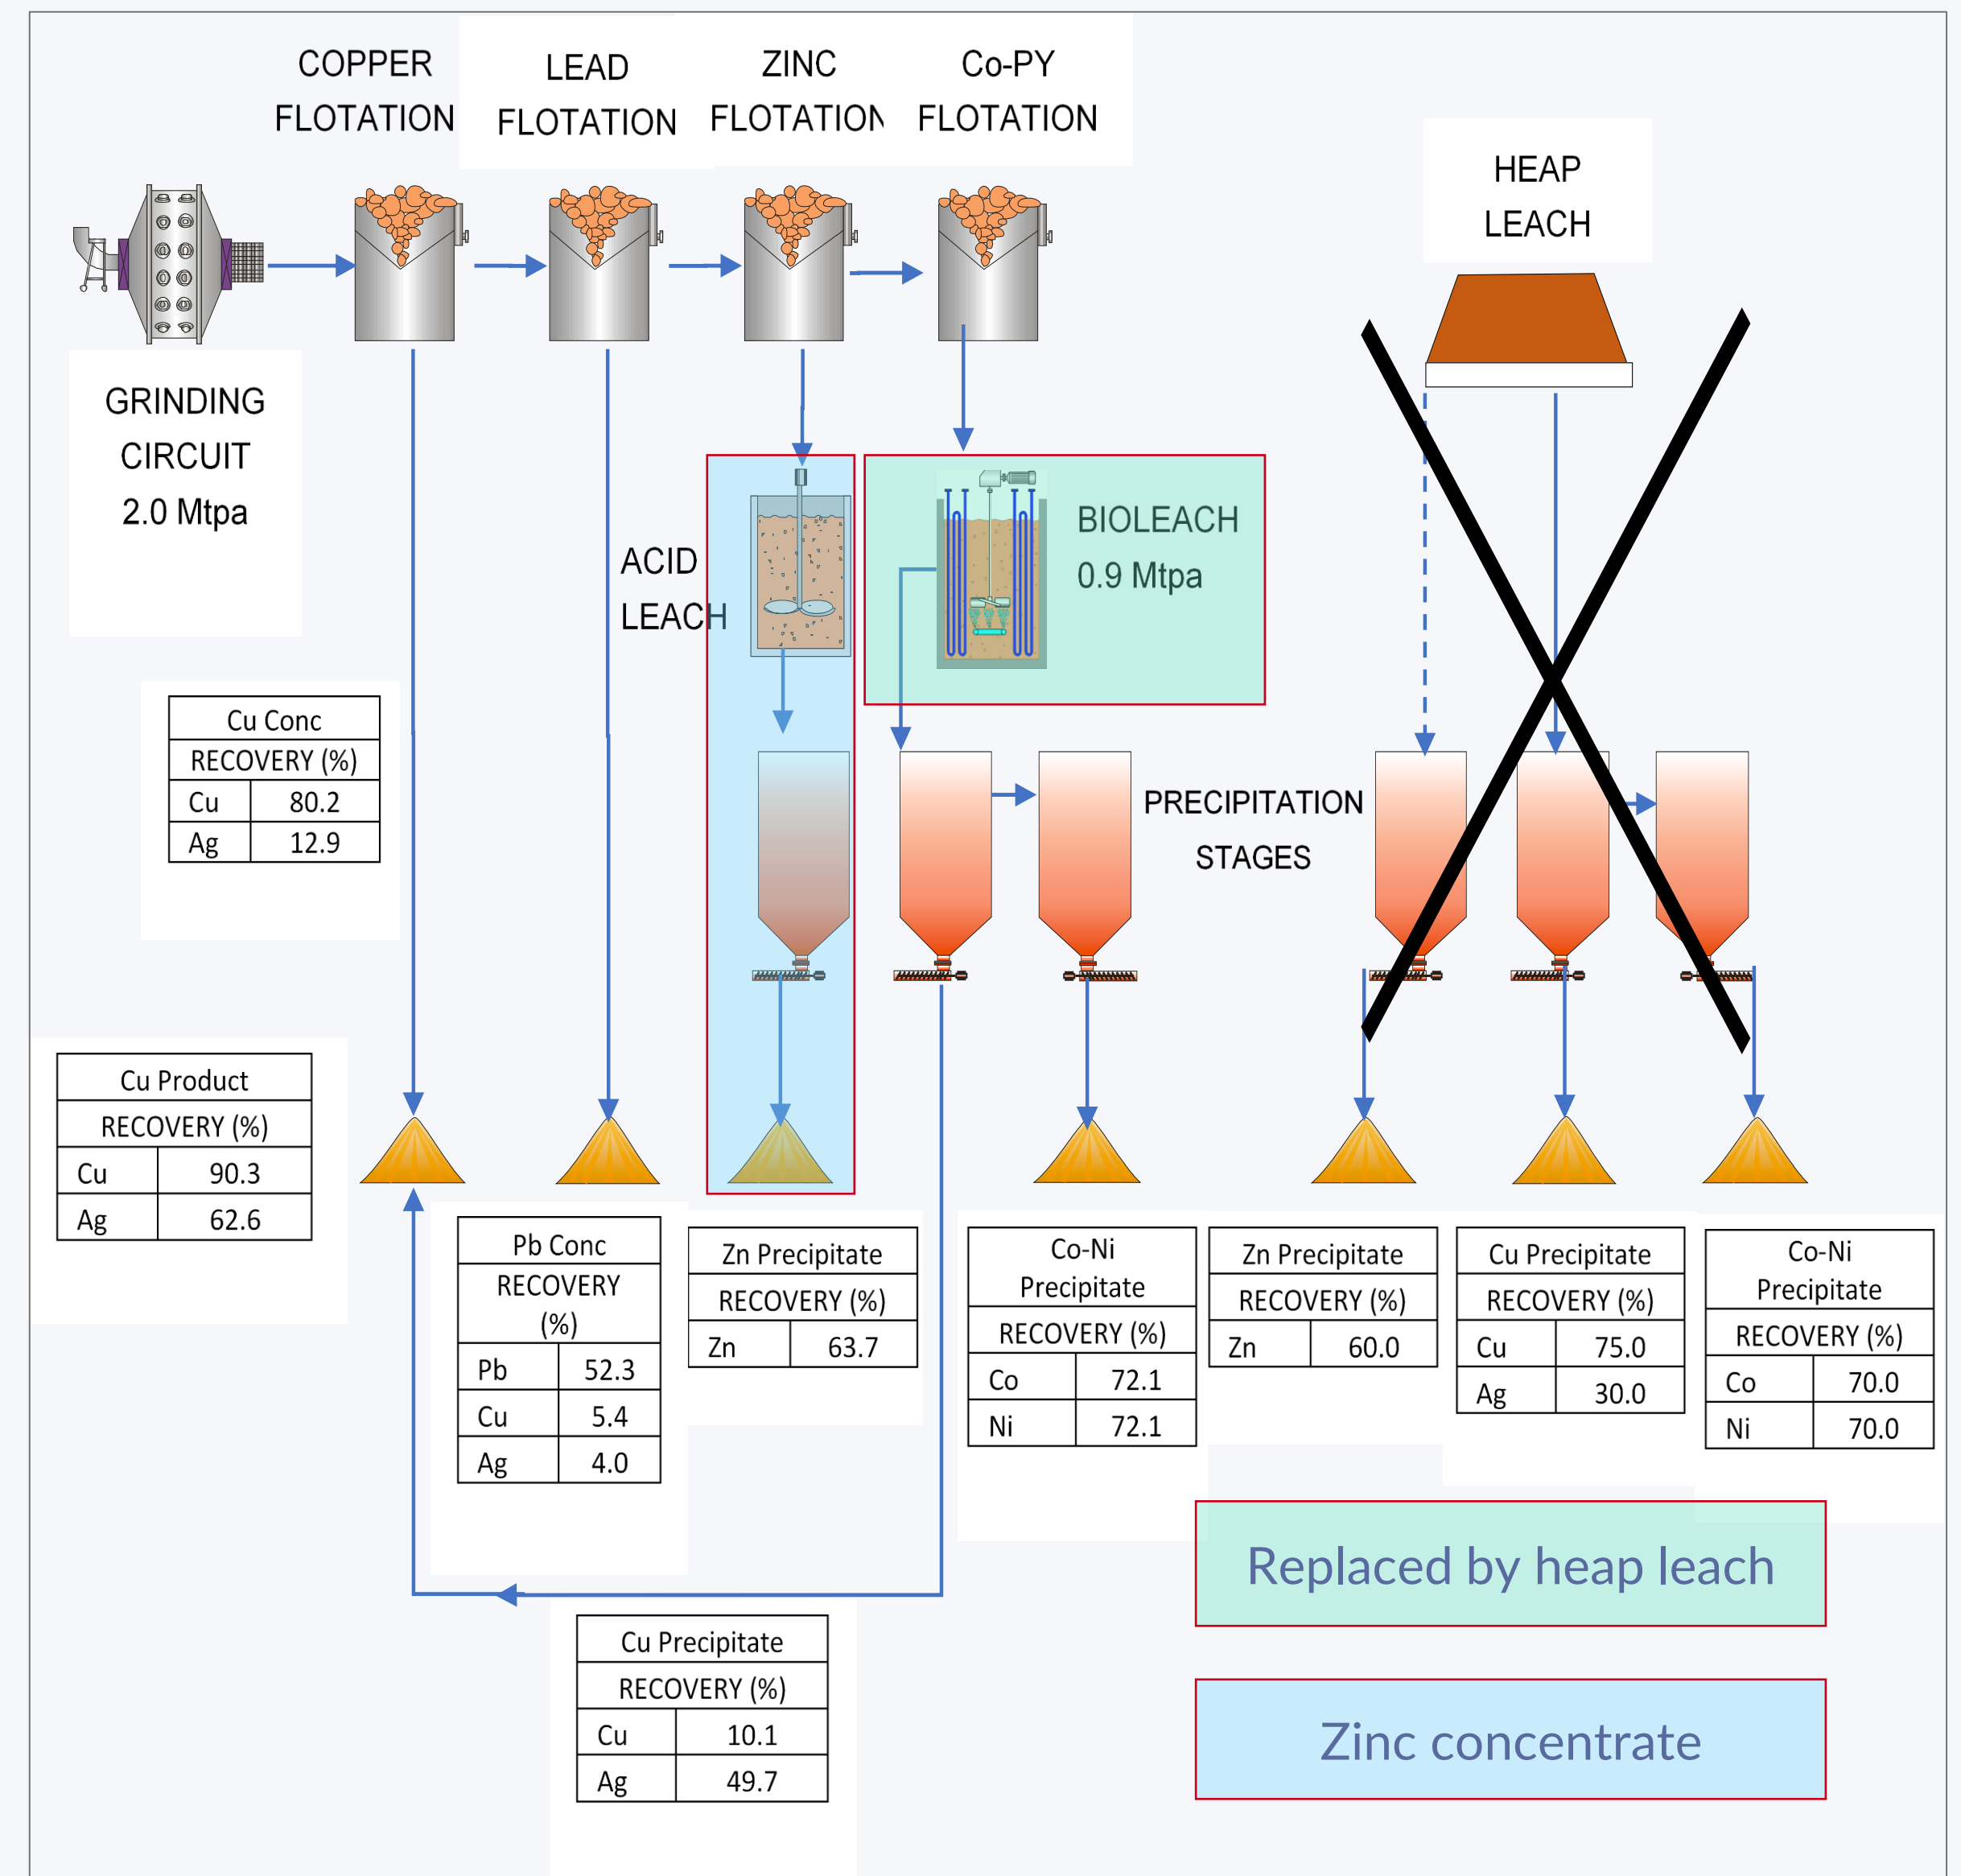 COPPER
FLOTATION
LEAD
FLOTATION
ZINC
FLOTATION
Co-PY
FLOTATION
HEAP
LEACH
GRINDING
CIRCUIT
2.0 Mtpa
ACID
LEACH
BIOLEACH
0.9 Mtpa
Cu Conc
RECOVERY (%)
Cu 80.2
Ag 12.9
PRECIPITATION
STAGES
Cu Product
RECOVERY (%)
Cu 90.3
Ag 62.6
Pb Conc
RECOVERY
(%)
Pb 52.3
Cu 5.4
Ag 4.0
Zn Precipitate
RECOVERY (%)
Zn 63.7
Co-Ni
Precipitate
RECOVERY (%)
Co 72.1
Ni 72.1
Zn Precipitate
RECOVERY (%)
Zn 60.0
Cu Precipitate
RECOVERY (%)
Cu 75.0
Ag 30.0
Co-Ni
Precipitate
RECOVERY (%)
Co 70.0
Ni 70.0
Replaced by heap leach
Cu Precipitate
RECOVERY (%)
Cu 10.1
Ag 49.7
Zinc concentrate